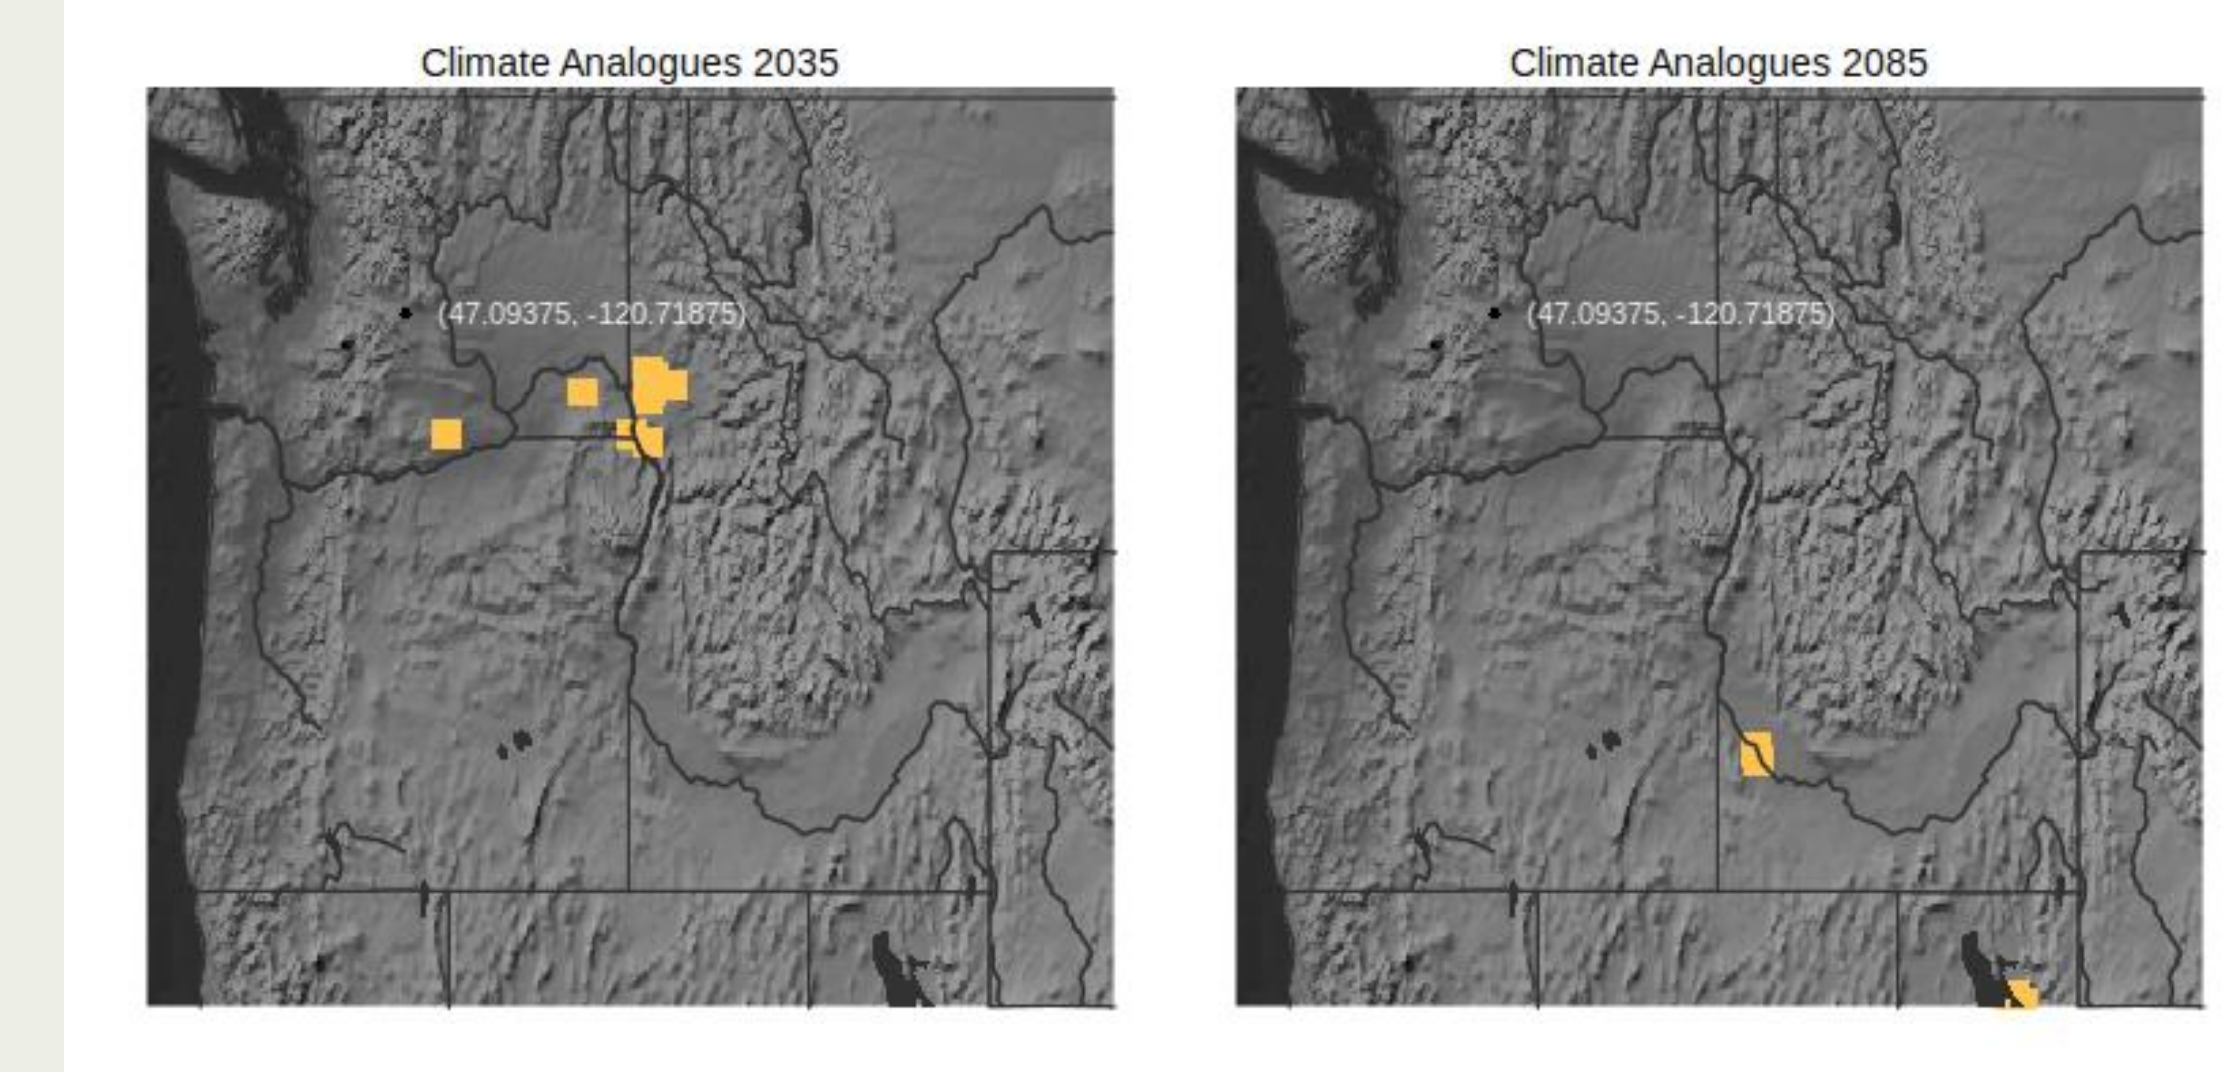 Climate Analogues 2035
(47.09375, -120.71875)
Climate Analogues 2085
(47.09375, -120.71875)